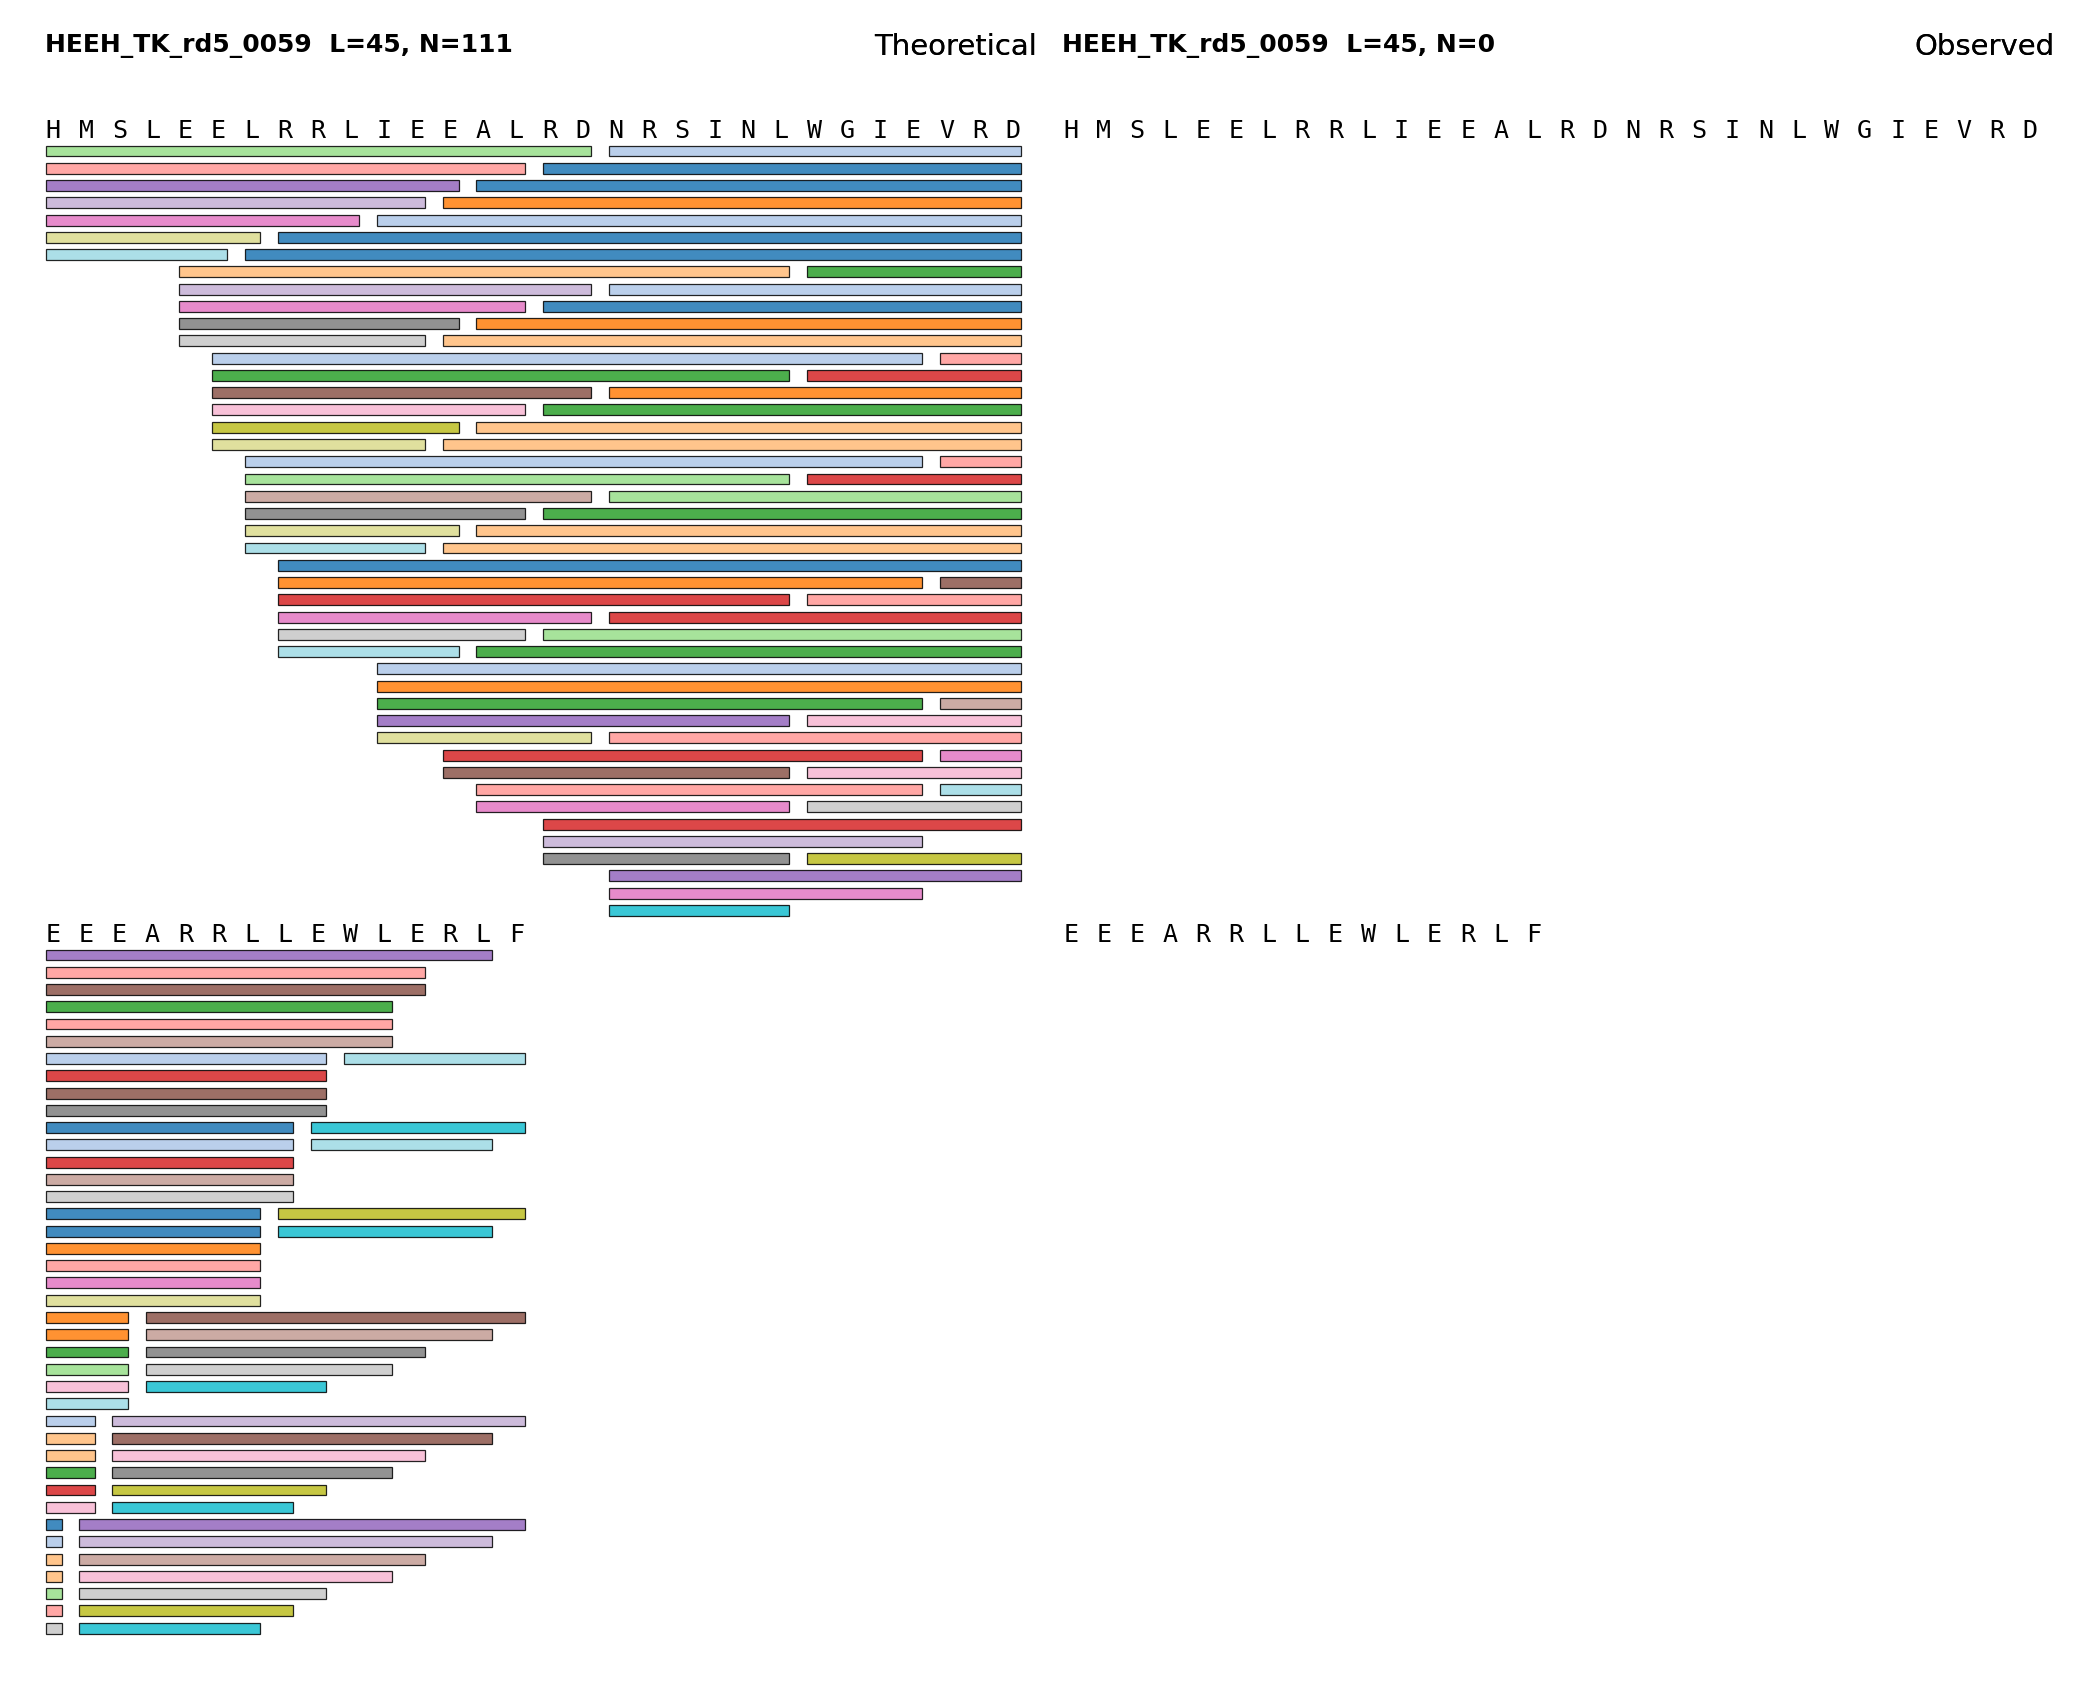 HEEH_TK_rd5_0059 L=45, N=111 Theoretical
HEEH_TK_rd5_0059 L=45, N=0 Observed
H M S L E E L R R L I E E A L R D N R S I N L W G I E V R D
H M S L E E L R R L I E E A L R D N R S I N L W G I E V R D
E E E A R R L L E W L E R L F
E E E A R R L L E W L E R L F